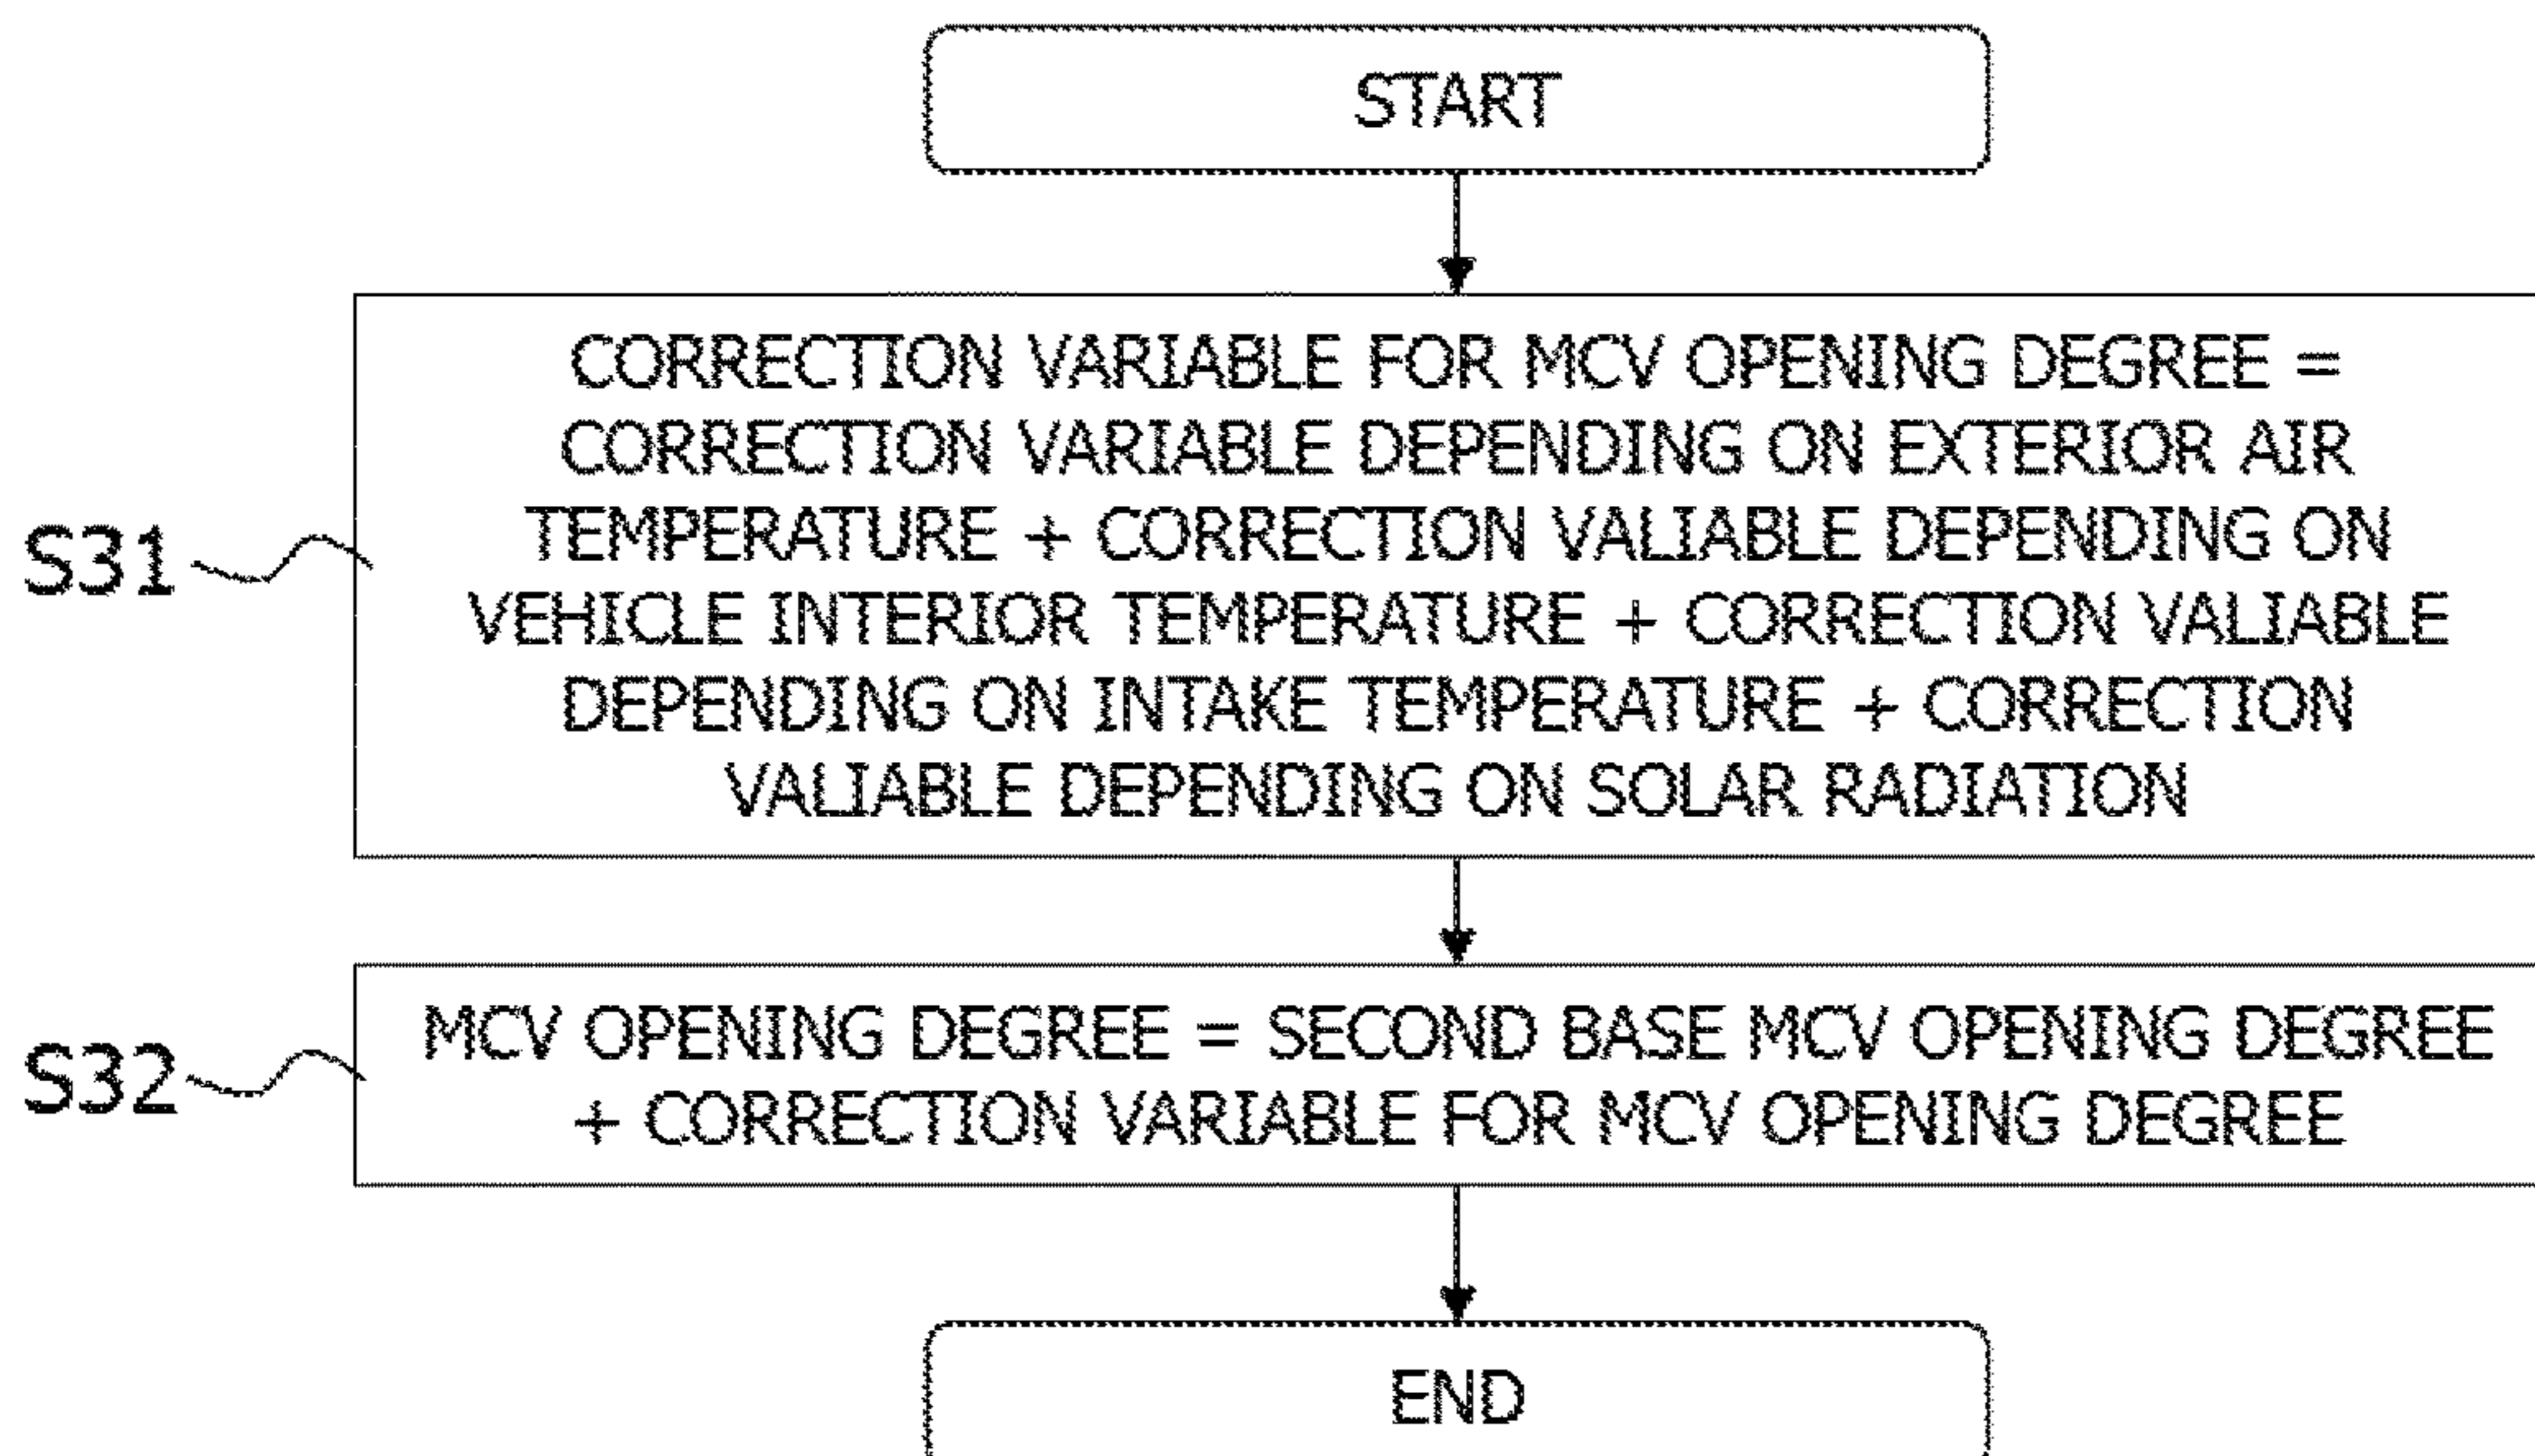 START
CORRECTION VARIABLE FOR MCV OPENING DEGREE =
CORRECTION VARIABLE DEPENDING ON EXTERIOR AIR
TEMPERATURE + CORRECTION VALIABLE DEPENDING ON
S31
VEHICLE INTERIOR TEMPERATURE + CORRECTION VALIABLE
DEPENDING ON INTAKE TEMPERATURE + CORRECTION
VALIABLE DEPENDING ON SOLAR RADIATION
MCV OPENING DEGREE = SECOND BASE MCV OPENING DEGREE
S32
+ CORRECTION VARIABLE FOR MCV OPENING DEGREE
END